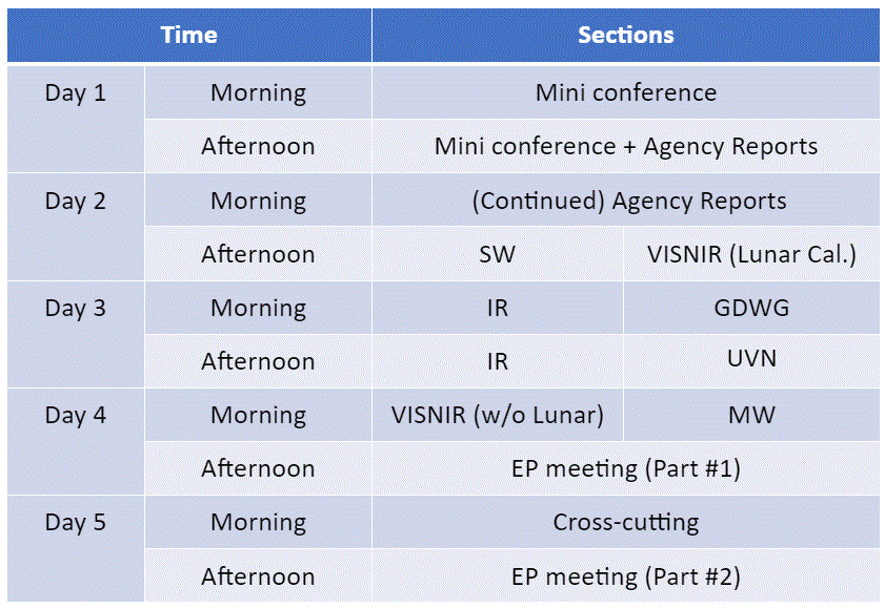 Time Sections
Day 1 Morning Mini conference
Afternoon Mini conference + Agency Reports
Day 2 Morning (Continued) Agency Reports
Afternoon SW VISNIR (Lunar Cal.)
Day 3 Morning IR GDWG
Afternoon IR UVN
Day 4 Morning VISNIR (w/o Lunar) MW
Afternoon EP meeting (Part #1)
Day 5 Morning Cross-cutting
Afternoon EP meeting (Part #2)